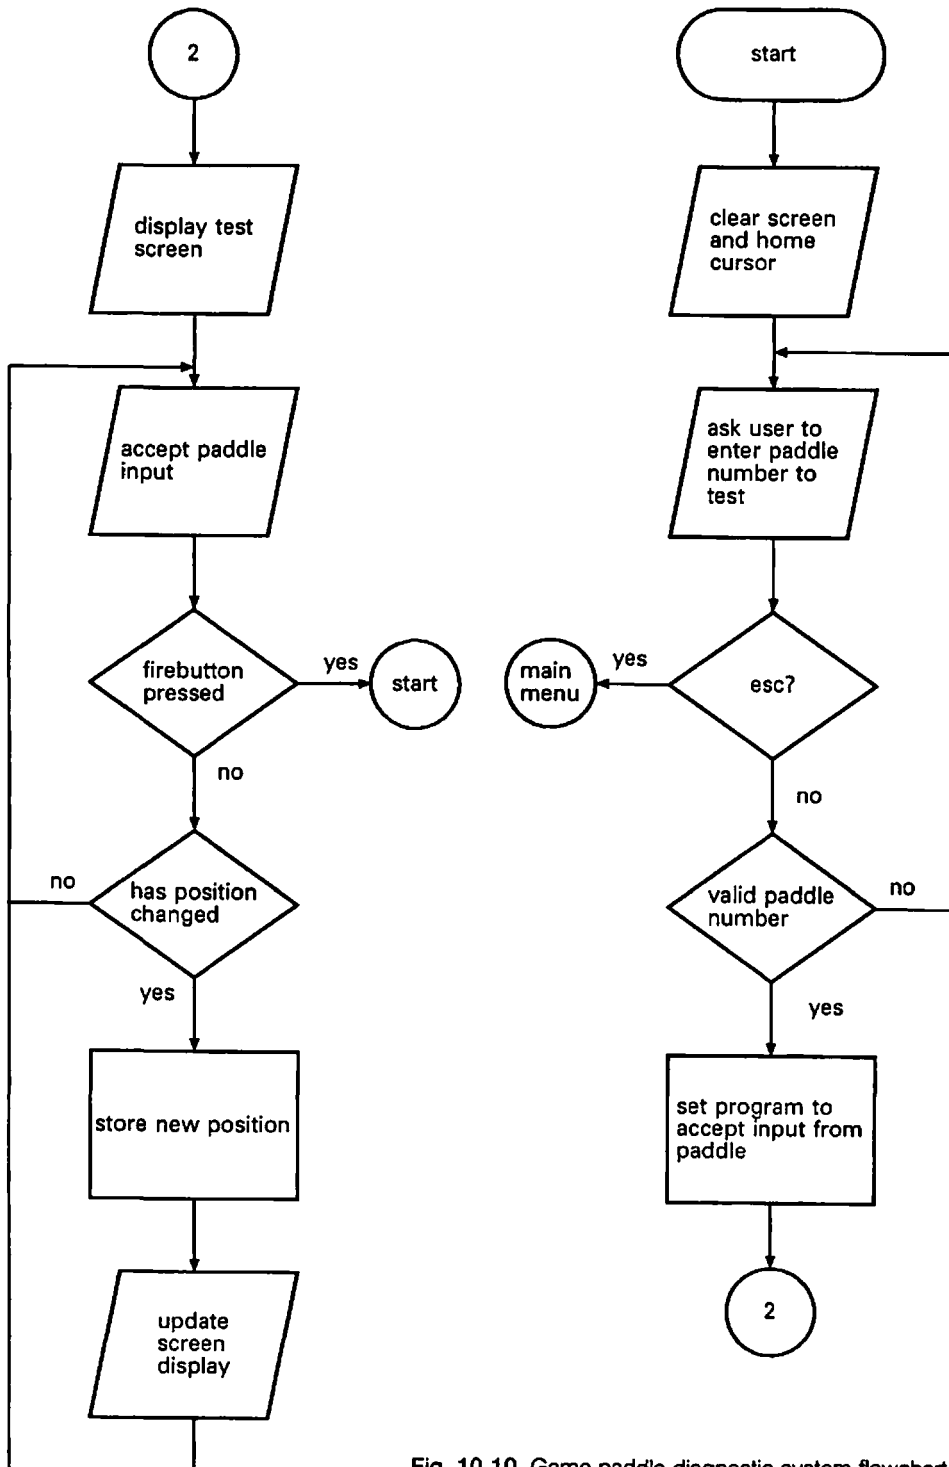 2
display test
screen
accept paddle
input
firebutton
pressed
yes
start
no
has position
changed
no
yes
store new position
update
screen
display
start
clear screen
and home
cursor
ask user to
enter paddle
number to
test
esc?
yes
main
menu
no
valid paddle
number
no
yes
set program to
accept input from
paddle
2
Fig. 10.10 Game paddle diagnostic system flowchart